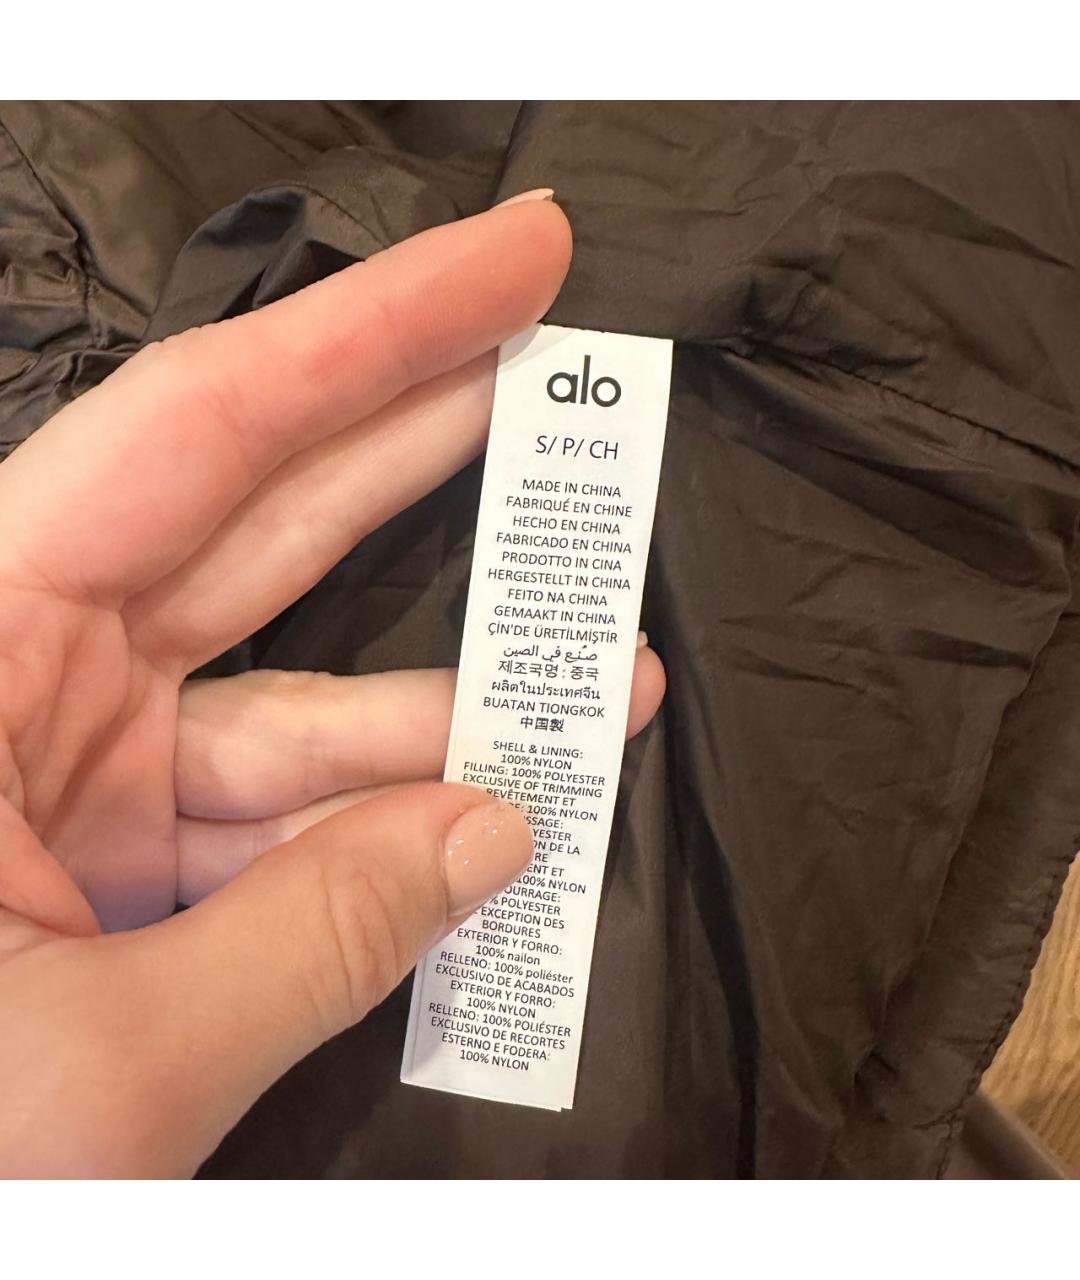 alo
S/ P/ CH
MADE IN CHINA
FABRIQUÉ EN CHINE
HECHO EN CHINA
FABRICADO EN CHINA
PRODOTTO IN CINA
HERGESTELLT IN CHINA
FEITO NA CHINA
GEMAAKT IN CHINA
ÇİN'DE ÜRETİLMİŞTİR
صنع في الصين
제조국명 : 중국
ผลิตในประเทศจีน
BUATAN TIONGKOK
中国製
SHELL & LINING:
100% NYLON
FILLING: 100% POLYESTER
EXCLUSIVE OF TRIMMING
REVÊTEMENT ET
100% NYLON
DE LA
ET
100% NYLON
% POLYESTER
EXCEPTION DES
BORDURES
EXTERIOR Y FORRO:
100% nailon
RELLENO: 100% poliéster
EXCLUSIVO DE ACABADOS
EXTERIOR Y FORRO:
100% NYLON
RELLENO: 100% POLIÉSTER
EXCLUSIVO DE RECORTES
ESTERNO E FODERA:
100% NYLON